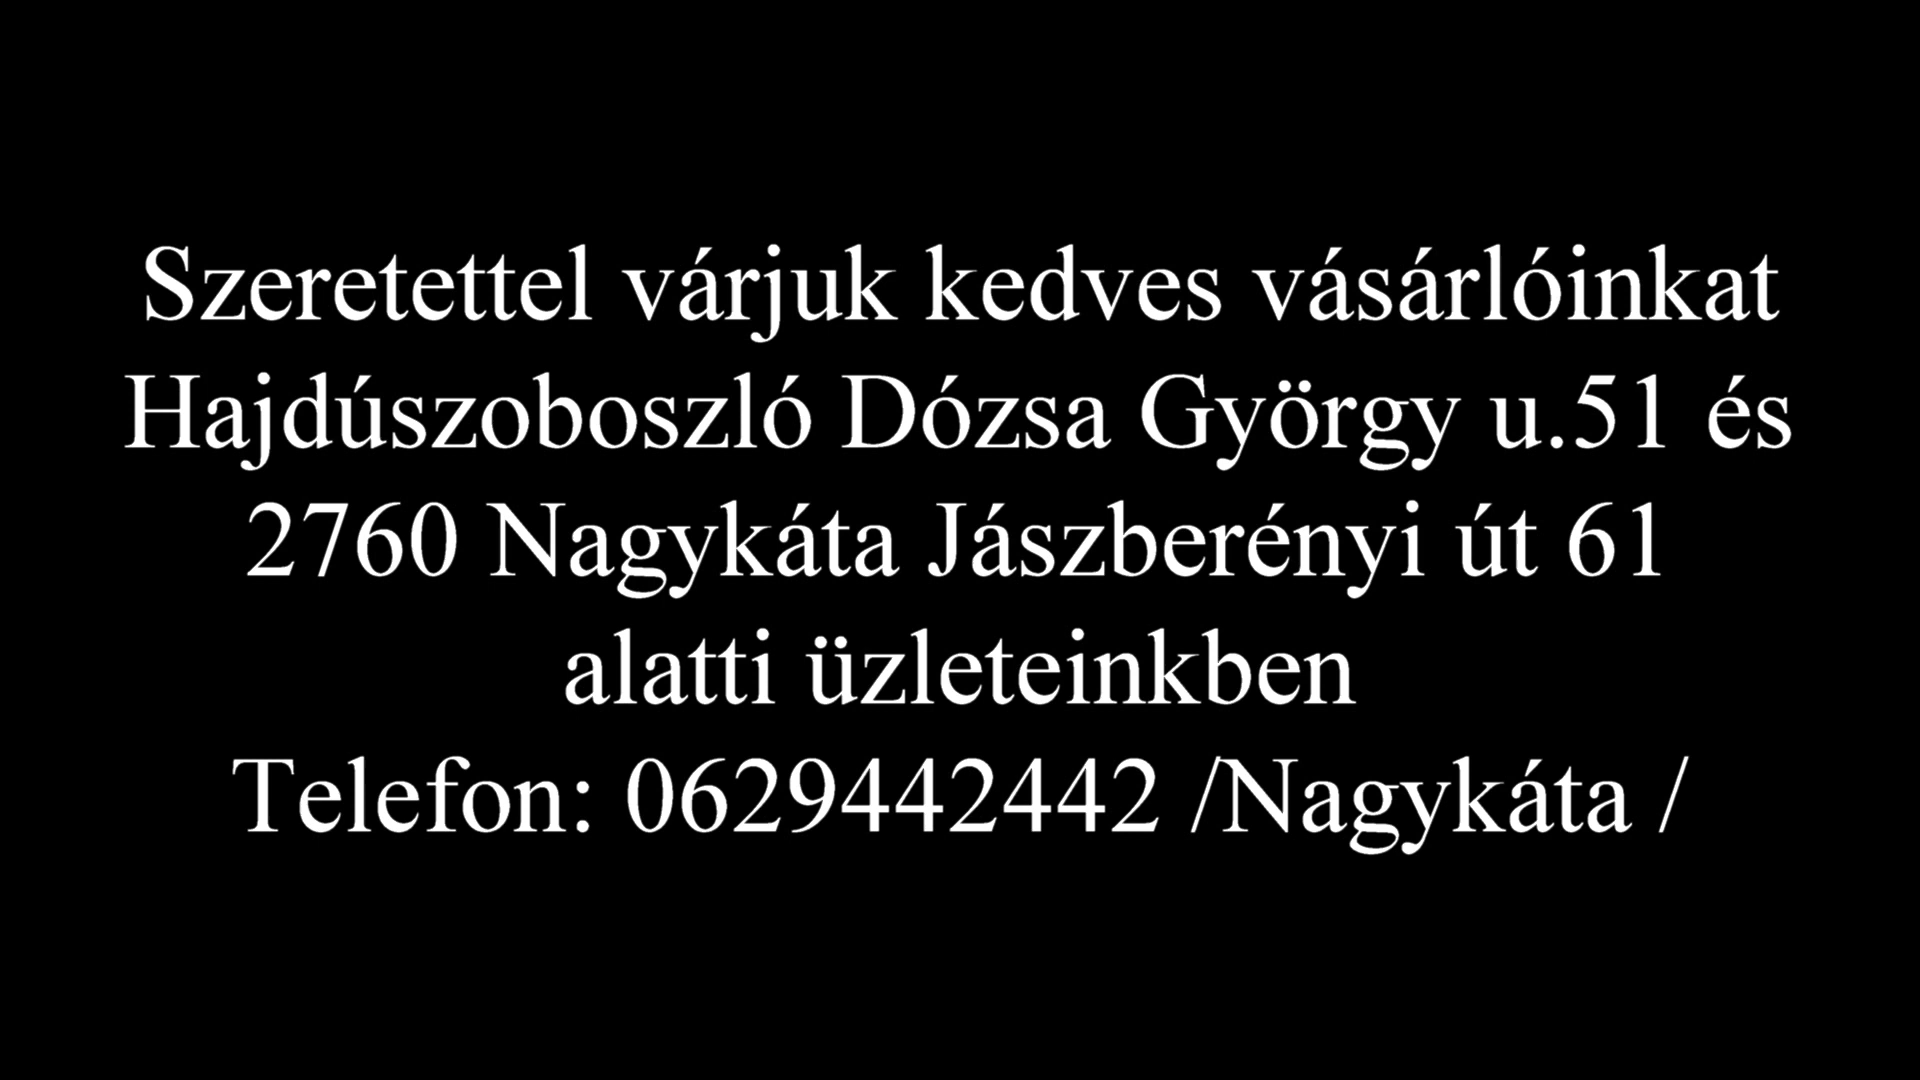 Szeretettel várjuk kedves vásárlóinkat
Hajdúszoboszló Dózsa György u.51 és
2760 Nagykáta Jászberényi út 61
alatti üzleteinkben
Telefon: 0629442442 /Nagykáta /